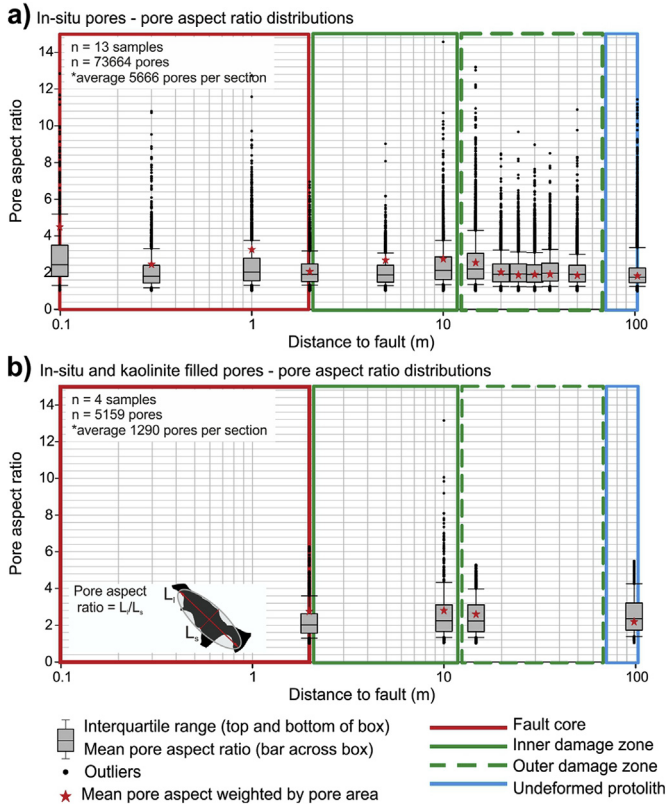 a) In-situ pores - pore aspect ratio distributions
n = 13 samples
n = 73664 pores
*average 5666 pores per section
Pore aspect ratio
14
12
10
8
6
4
2
0
0.1
1
10
100
Distance to fault (m)
b) In-situ and kaolinite filled pores - pore aspect ratio distributions
n = 4 samples
n = 5159 pores
*average 1290 pores per section
Pore aspect ratio
14
12
10
8
6
4
2
0
Pore aspect
ratio = Lₗ/Lₛ
Lₗ
Lₛ
0.1
1
10
100
Distance to fault (m)
Interquartile range (top and bottom of box)
Mean pore aspect ratio (bar across box)
Outliers
Mean pore aspect weighted by pore area
Fault core
Inner damage zone
Outer damage zone
Undeformed protolith